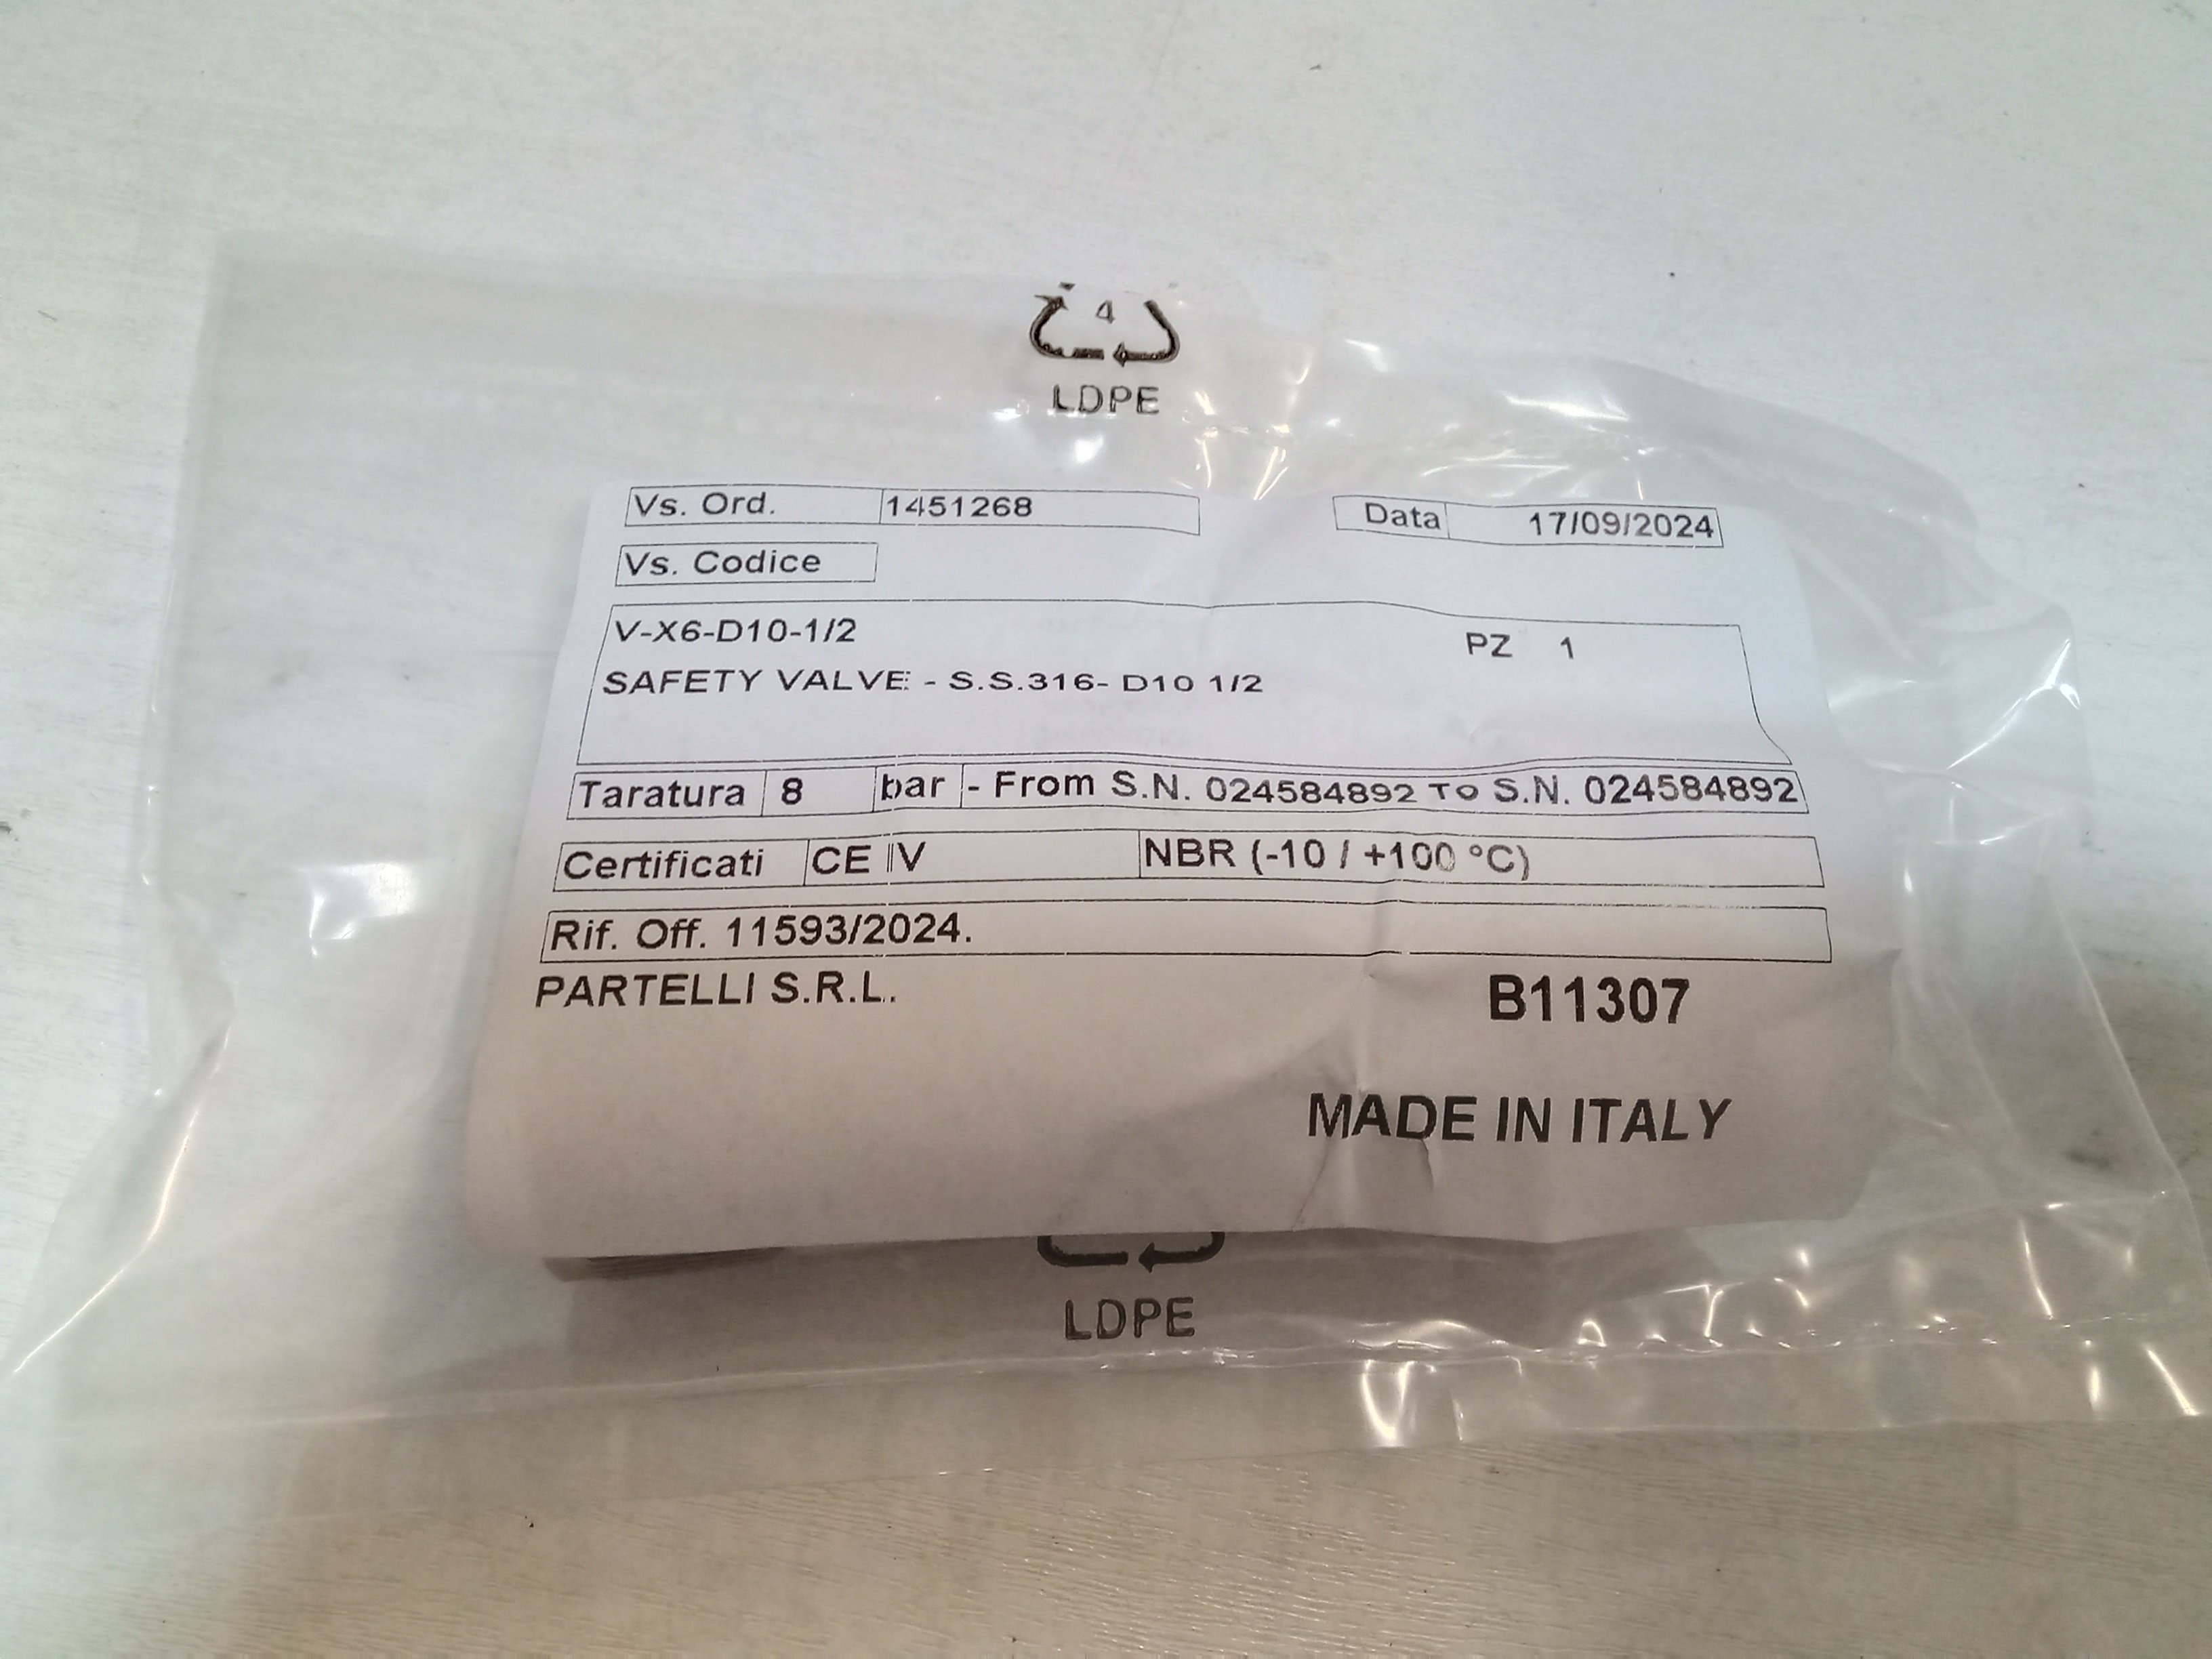 4
LDPE
Vs. Ord. 1451268 Data 17/09/2024
Vs. Codice
V-X6-D10-1/2 PZ 1
SAFETY VALVE - S.S.316- D10 1/2
Taratura 8 bar - From S.N. 024584892 To S.N. 024584892
Certificati CE IV NBR (-10 / +100 °C)
Rif. Off. 11593/2024.
PARTELLI S.R.L. B11307
MADE IN ITALY
LDPE